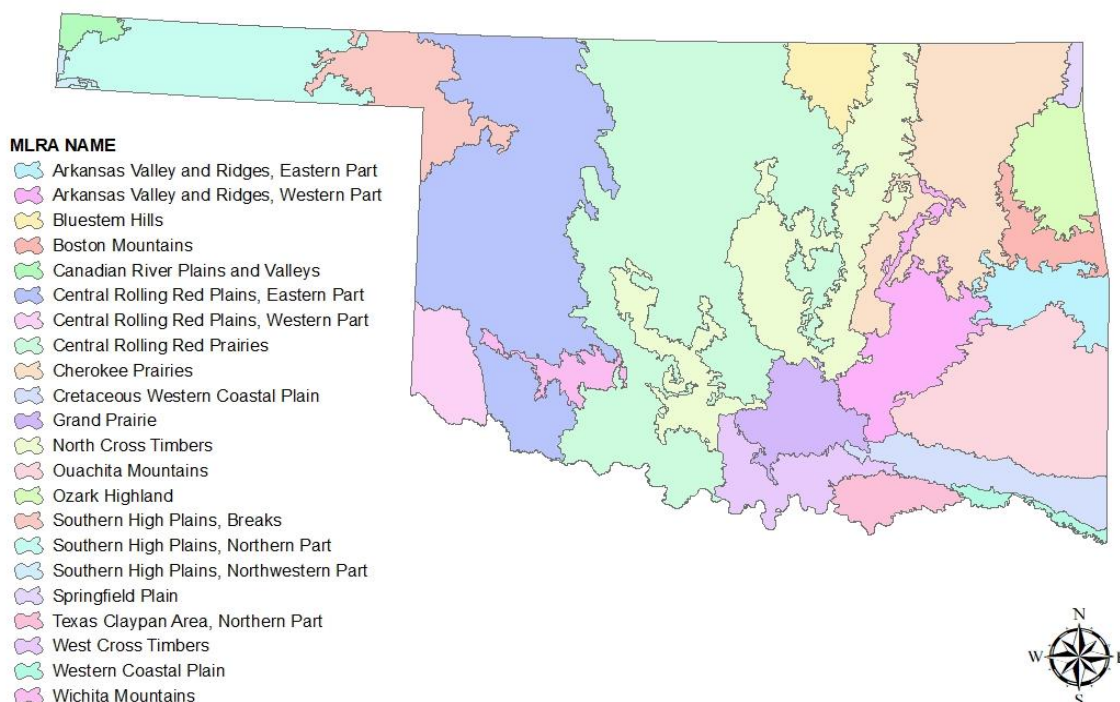 MLRA NAME
Arkansas Valley and Ridges, Eastern Part
Arkansas Valley and Ridges, Western Part
Bluestem Hills
Boston Mountains
Canadian River Plains and Valleys
Central Rolling Red Plains, Eastern Part
Central Rolling Red Plains, Western Part
Central Rolling Red Prairies
Cherokee Prairies
Cretaceous Western Coastal Plain
Grand Prairie
North Cross Timbers
Ouachita Mountains
Ozark Highland
Southern High Plains, Breaks
Southern High Plains, Northern Part
Southern High Plains, Northwestern Part
Springfield Plain
Texas Claypan Area, Northern Part
West Cross Timbers
Western Coastal Plain
Wichita Mountains
N
W
S